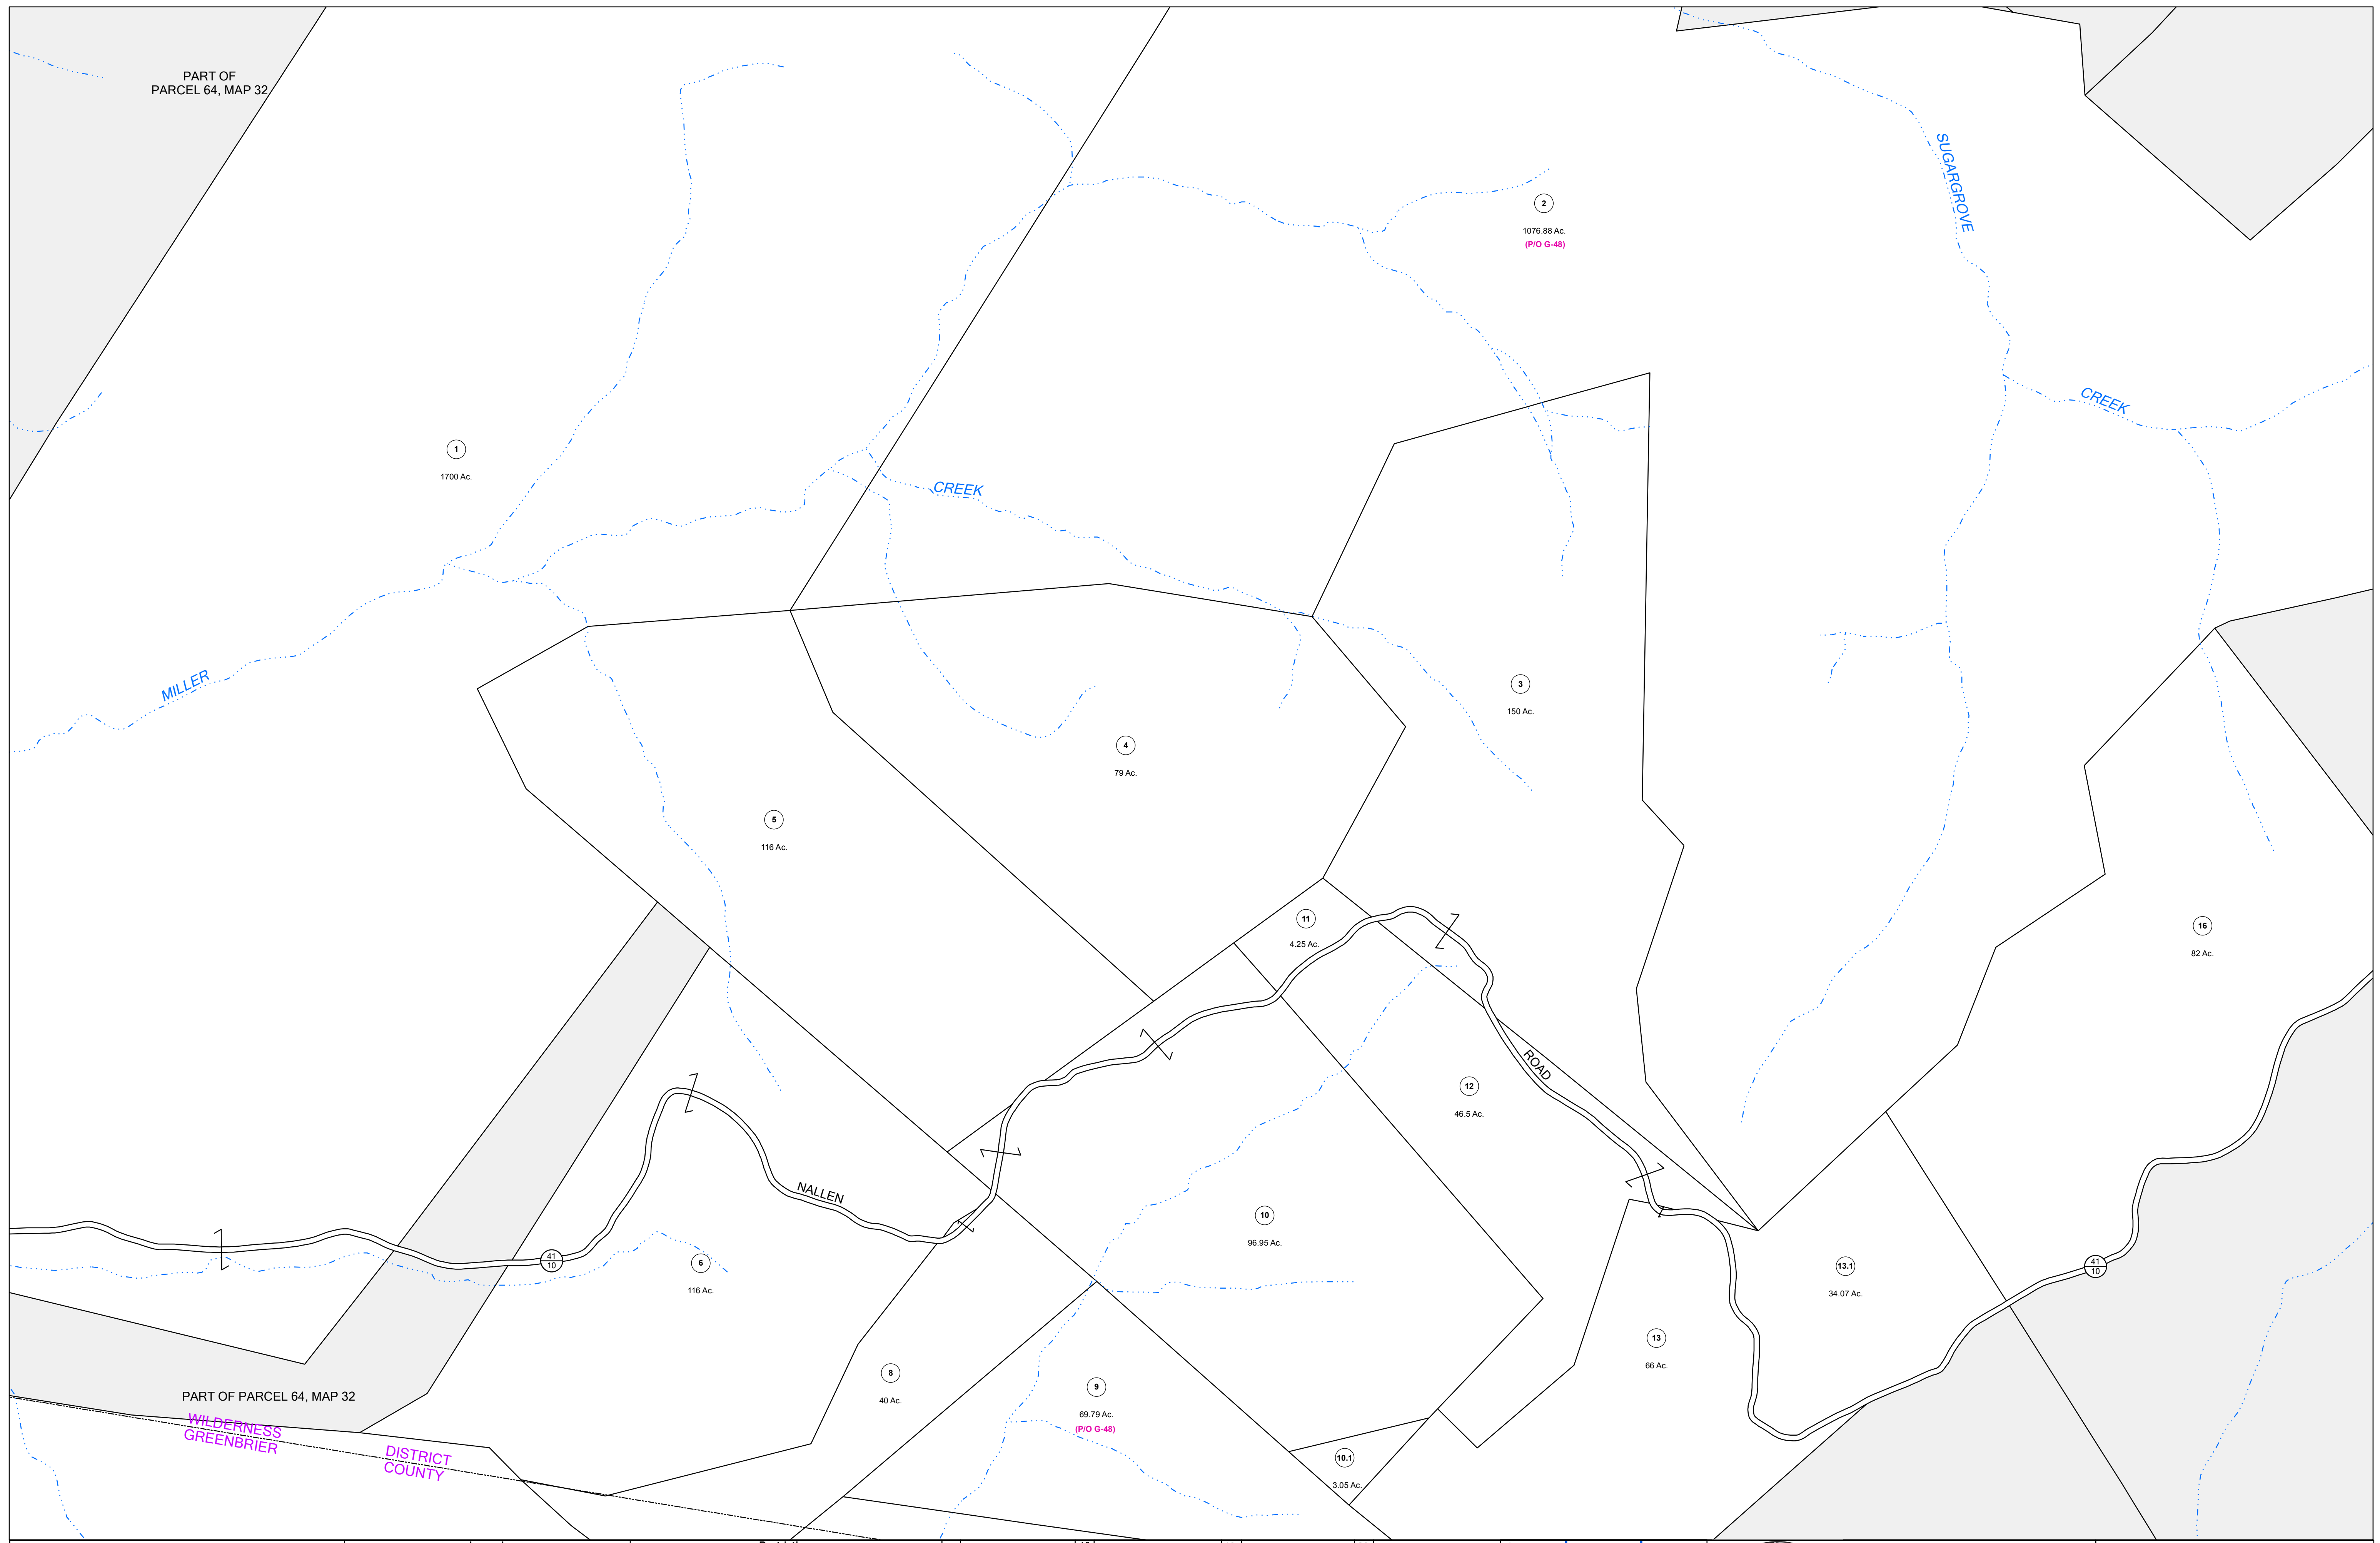 PART OF
PARCEL 64, MAP 32
SUGARGROVE
2
1076.88 Ac.
(P/O G-48)
CREEK
1
1700 Ac.
CREEK
MILLER
3
150 Ac.
4
79 Ac.
5
116 Ac.
11
4.25 Ac.
16
82 Ac.
ROAD
12
46.5 Ac.
NALLEN
10
96.95 Ac.
41
10
6
116 Ac.
41
10
13.1
34.07 Ac.
13
66 Ac.
8
40 Ac.
9
69.79 Ac.
(P/O G-48)
PART OF PARCEL 64, MAP 32
WILDERNESS
GREENBRIER
DISTRICT
COUNTY
10.1
3.05 Ac.